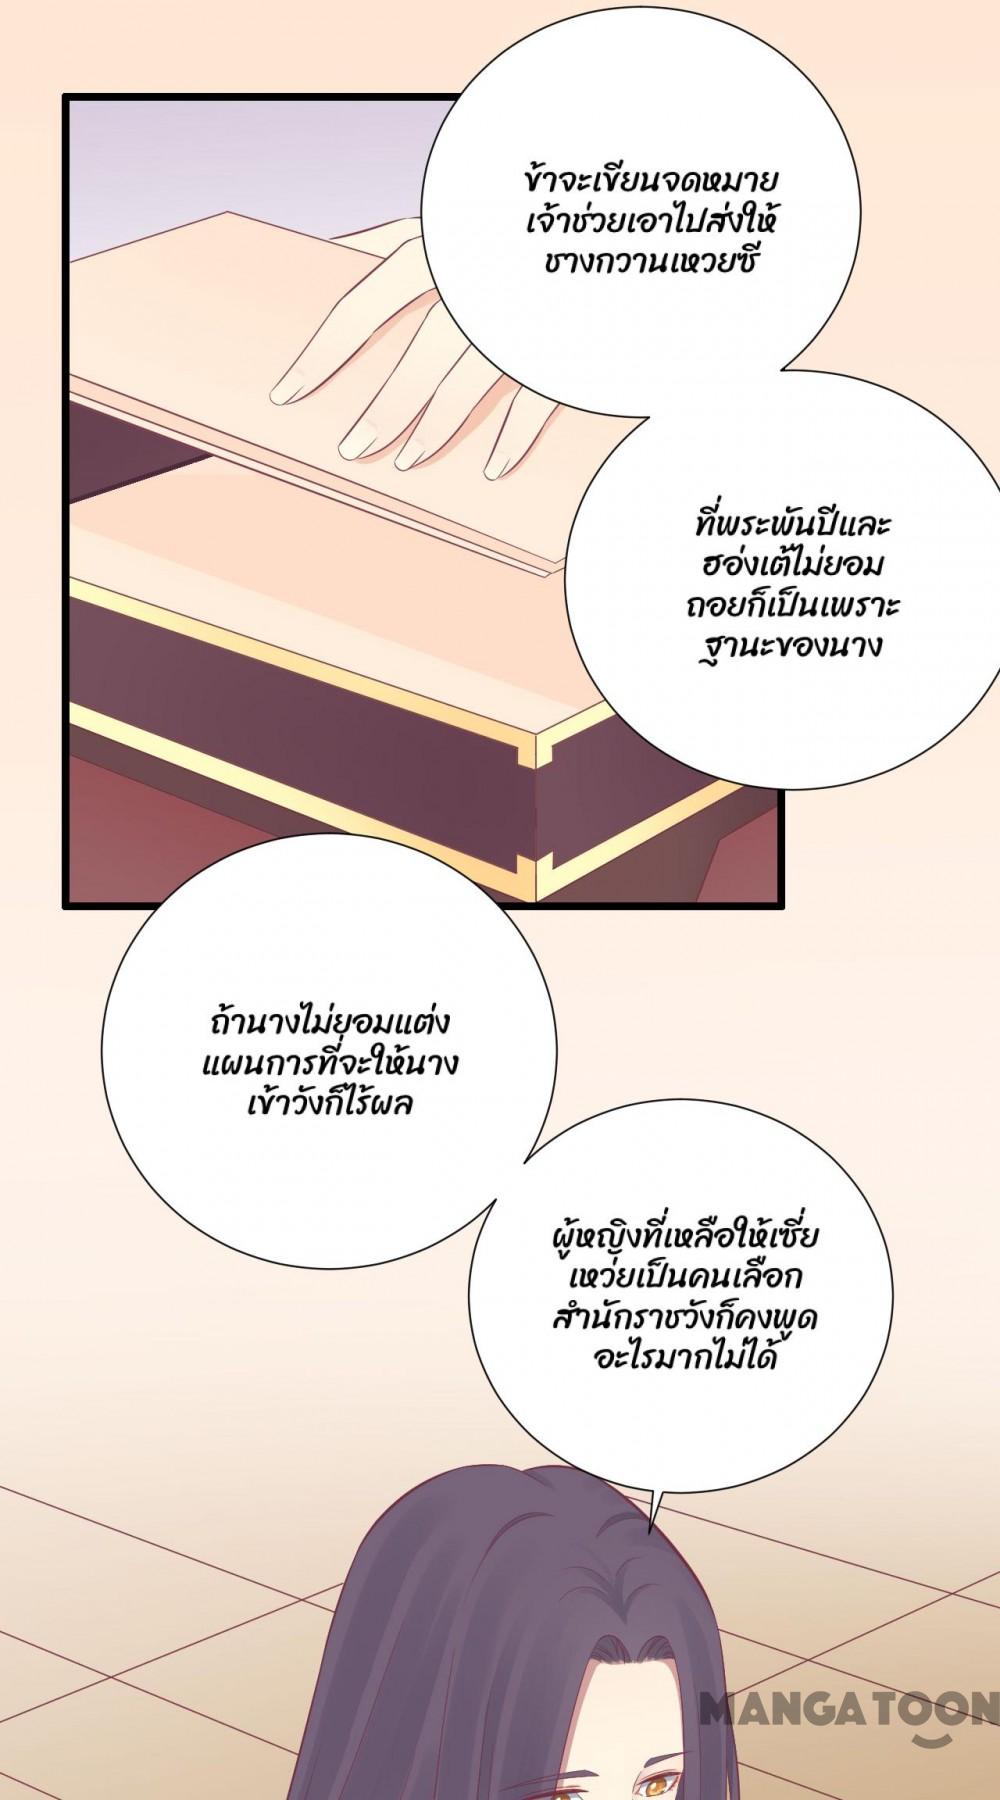 ข้าจะเขียนจดหมาย
เจ้าช่วยเอาไปส่งให้
ชางกวานเหวยซี
ที่พระพันปีและ
ฮ่องเต้ไม่ยอม
ถอยก็เป็นเพราะ
ฐานะของนาง
ถ้านางไม่ยอมแต่ง
แผนการที่จะให้นาง
เข้าวังก็ไร้ผล
ผู้หญิงที่เหลือให้เซี่ย
เหว่ยเป็นคนเลือก
สำนักราชวังก็คงพูด
อะไรมากไม่ได้
MANGATOON